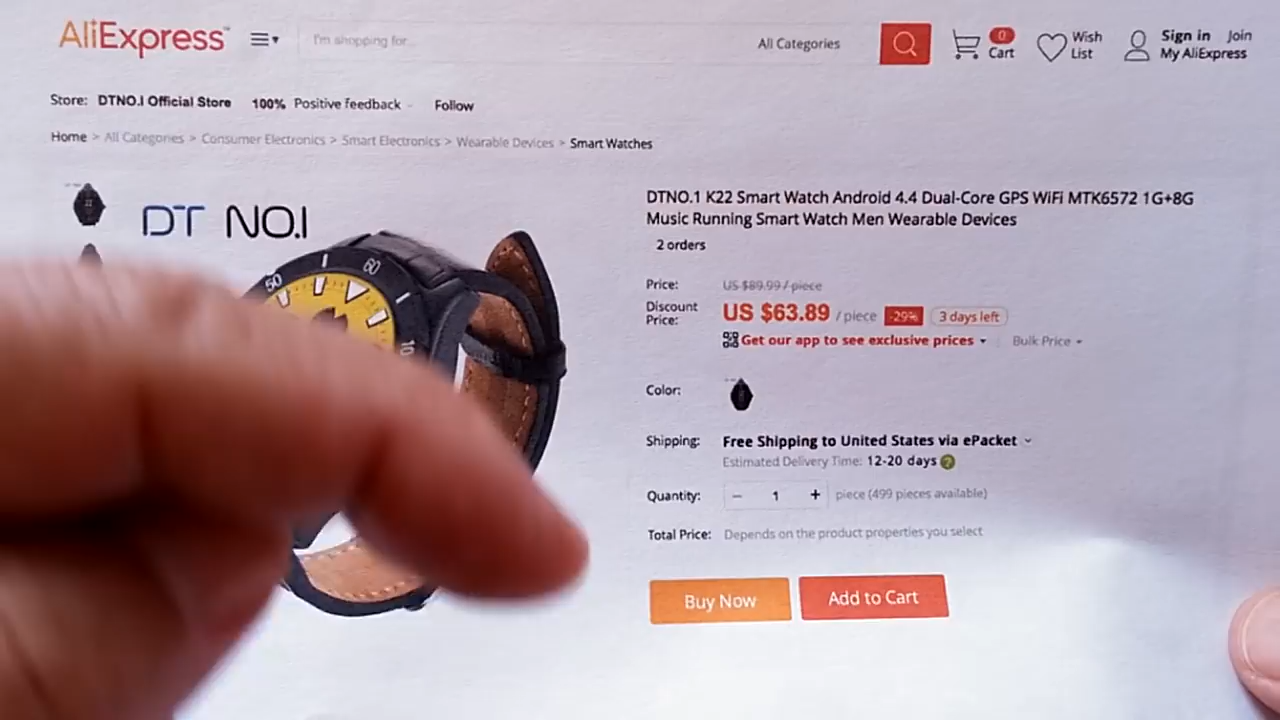 AliExpress™
I'm shopping for...
All Categories
0
Cart
Wish
List
Sign in Join
My AliExpress
Store: DTNO.I Official Store 100% Positive feedback Follow
Home > All Categories > Consumer Electronics > Smart Electronics > Wearable Devices > Smart Watches
DT NO.I
50
60
10
DTNO.1 K22 Smart Watch Android 4.4 Dual-Core GPS WiFi MTK6572 1G+8G
Music Running Smart Watch Men Wearable Devices
2 orders
Price: US $89.99 / piece
Discount
Price:
US $63.89 / piece -29% 3 days left
Get our app to see exclusive prices Bulk Price
Color:
Shipping: Free Shipping to United States via ePacket
Estimated Delivery Time: 12-20 days ?
Quantity: − 1 + piece (499 pieces available)
Total Price: Depends on the product properties you select
Buy Now
Add to Cart